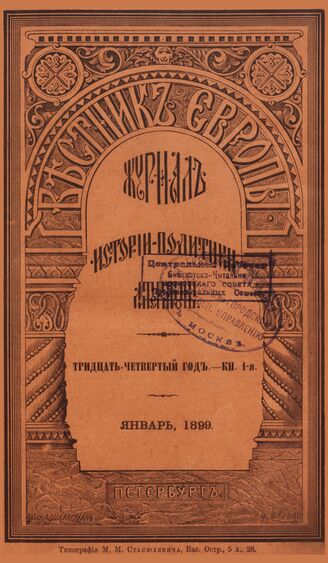 ВѢСТНИКЪ ЕВРОПЫ
ЖУРНАЛЪ
ИСТОРІИ-ПОЛИТИКИ
ТРИДЦАТЬ-ЧЕТВЕРТЫЙ ГОДЪ.—КН. 1-я.
ЯНВАРЬ, 1899.
ПЕТЕРБУРГЪ
Типографія М. М. Стасюлевича, Вас. Остр., 5 л., 28.